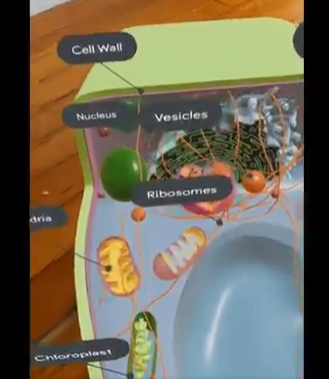 Cell Wall
Nucleus
Vesicles
Ribosomes
dria
Chloroplast